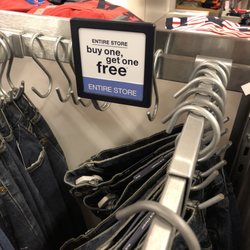 ENTIRE STORE
buy one,
get one
free
ENTIRE STORE